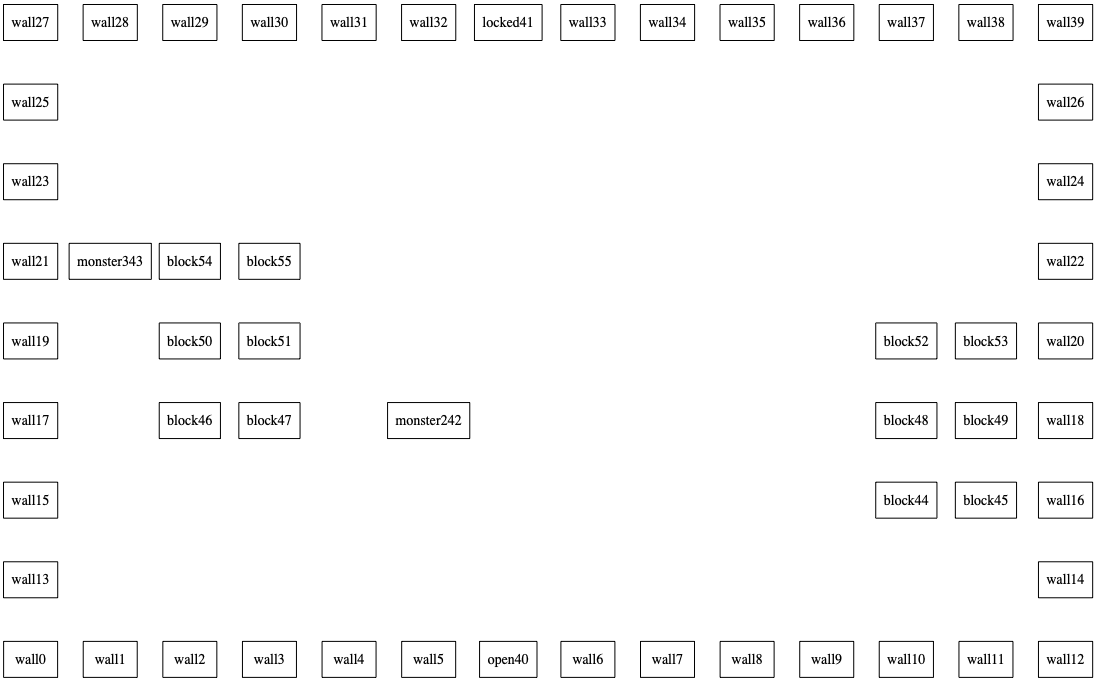 wall27 wall28 wall29 wall30 wall31 wall32 locked41 wall33 wall34 wall35 wall36 wall37 wall38 wall39
wall25 wall26
wall23 wall24
wall21 monster343 block54 block55 wall22
wall19 block50 block51 block52 block53 wall20
wall17 block46 block47 monster242 block48 block49 wall18
wall15 block44 block45 wall16
wall13 wall14
wall0 wall1 wall2 wall3 wall4 wall5 open40 wall6 wall7 wall8 wall9 wall10 wall11 wall12